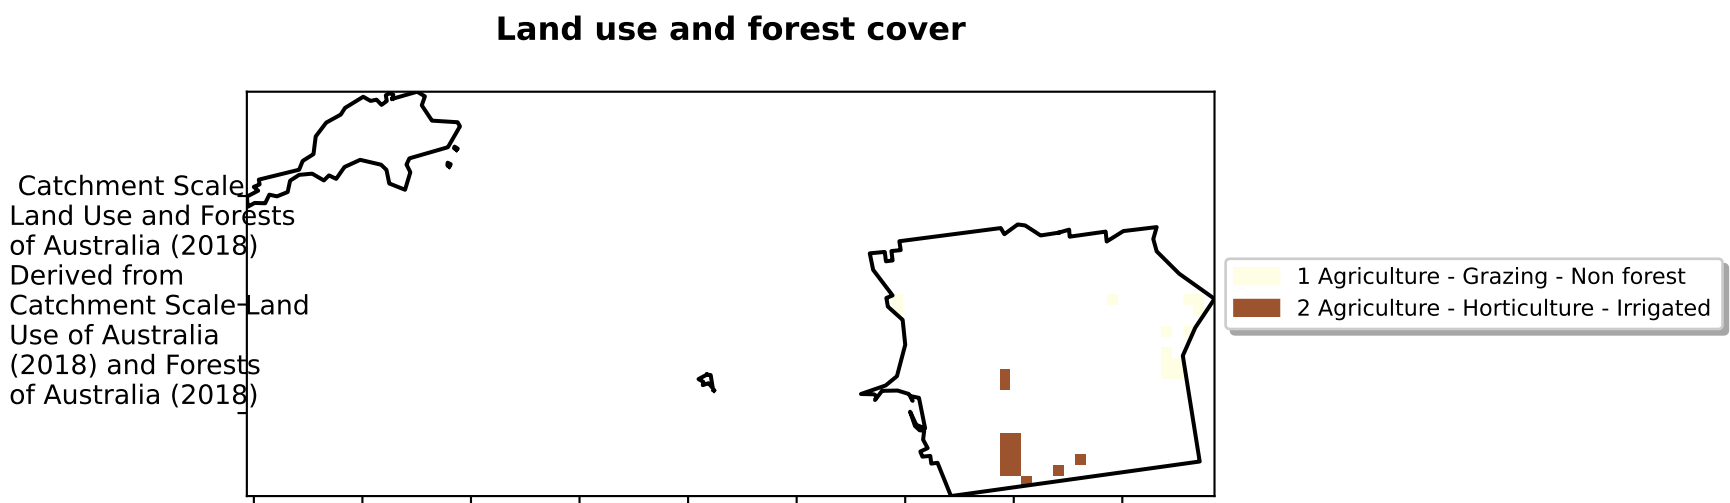 Land use and forest cover
Catchment Scale
Land Use and Forests
of Australia (2018)
Derived from
Catchment Scale Land
Use of Australia
(2018) and Forests
of Australia (2018)
1 Agriculture - Grazing - Non forest
2 Agriculture - Horticulture - Irrigated